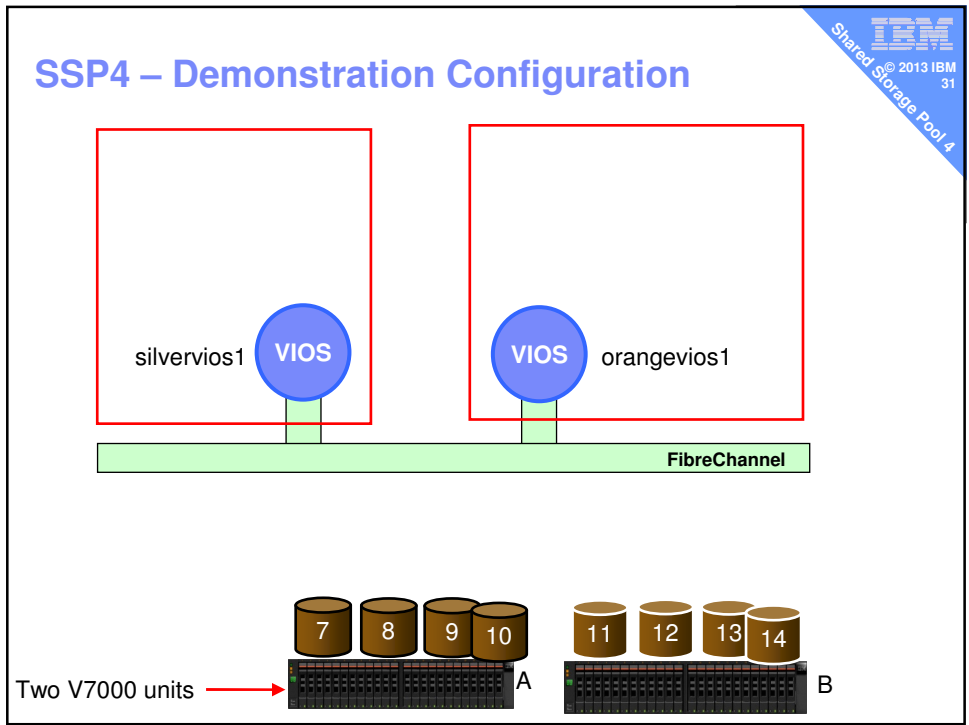 SSP4 – Demonstration Configuration
IBM
© 2013 IBM
31
Shared Storage Pool 4
silvervios1
VIOS
VIOS
orangevios1
FibreChannel
7
8
9
10
11
12
13
14
Two V7000 units
A
B